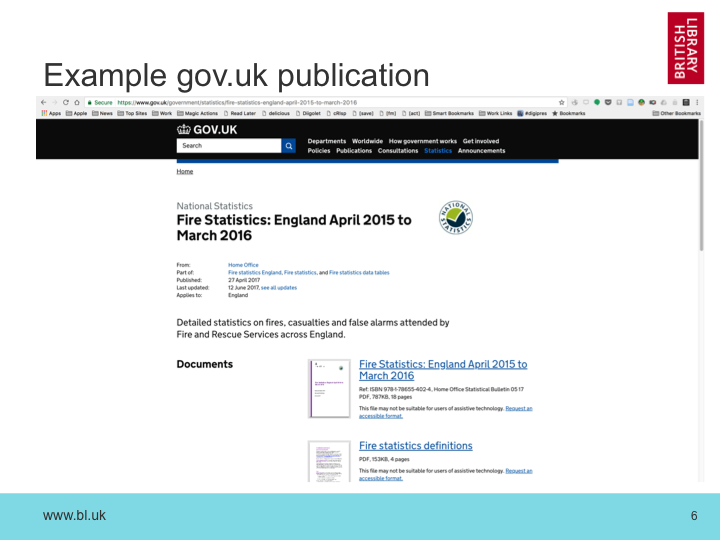 BRITISH
LIBRARY
Example gov.uk publication
Secure https://www.gov.uk/government/statistics/fire-statistics-england-april-2015-to-march-2016
Apps Apple News Top Sites Work Magic Actions Read Later delicious Diigolet cRisp [save] [fm] [act] Smart Bookmarks Work Links #digipres Bookmarks Other Bookmarks
GOV.UK
Search
Departments Worldwide How government works Get involved
Policies Publications Consultations Statistics Announcements
Home
National Statistics
Fire Statistics: England April 2015 to
March 2016
NATIONAL STATISTICS
From: Home Office
Part of: Fire statistics England, Fire statistics, and Fire statistics data tables
Published: 27 April 2017
Last updated: 12 June 2017, see all updates
Applies to: England
Detailed statistics on fires, casualties and false alarms attended by
Fire and Rescue Services across England.
Documents
Fire Statistics: England April 2015 to
March 2016
Ref: ISBN 978-1-78655-402-4, Home Office Statistical Bulletin 05:17
PDF, 787KB, 18 pages
This file may not be suitable for users of assistive technology. Request an
accessible format.
Fire statistics definitions
PDF, 153KB, 4 pages
This file may not be suitable for users of assistive technology. Request an
accessible format.
www.bl.uk
6